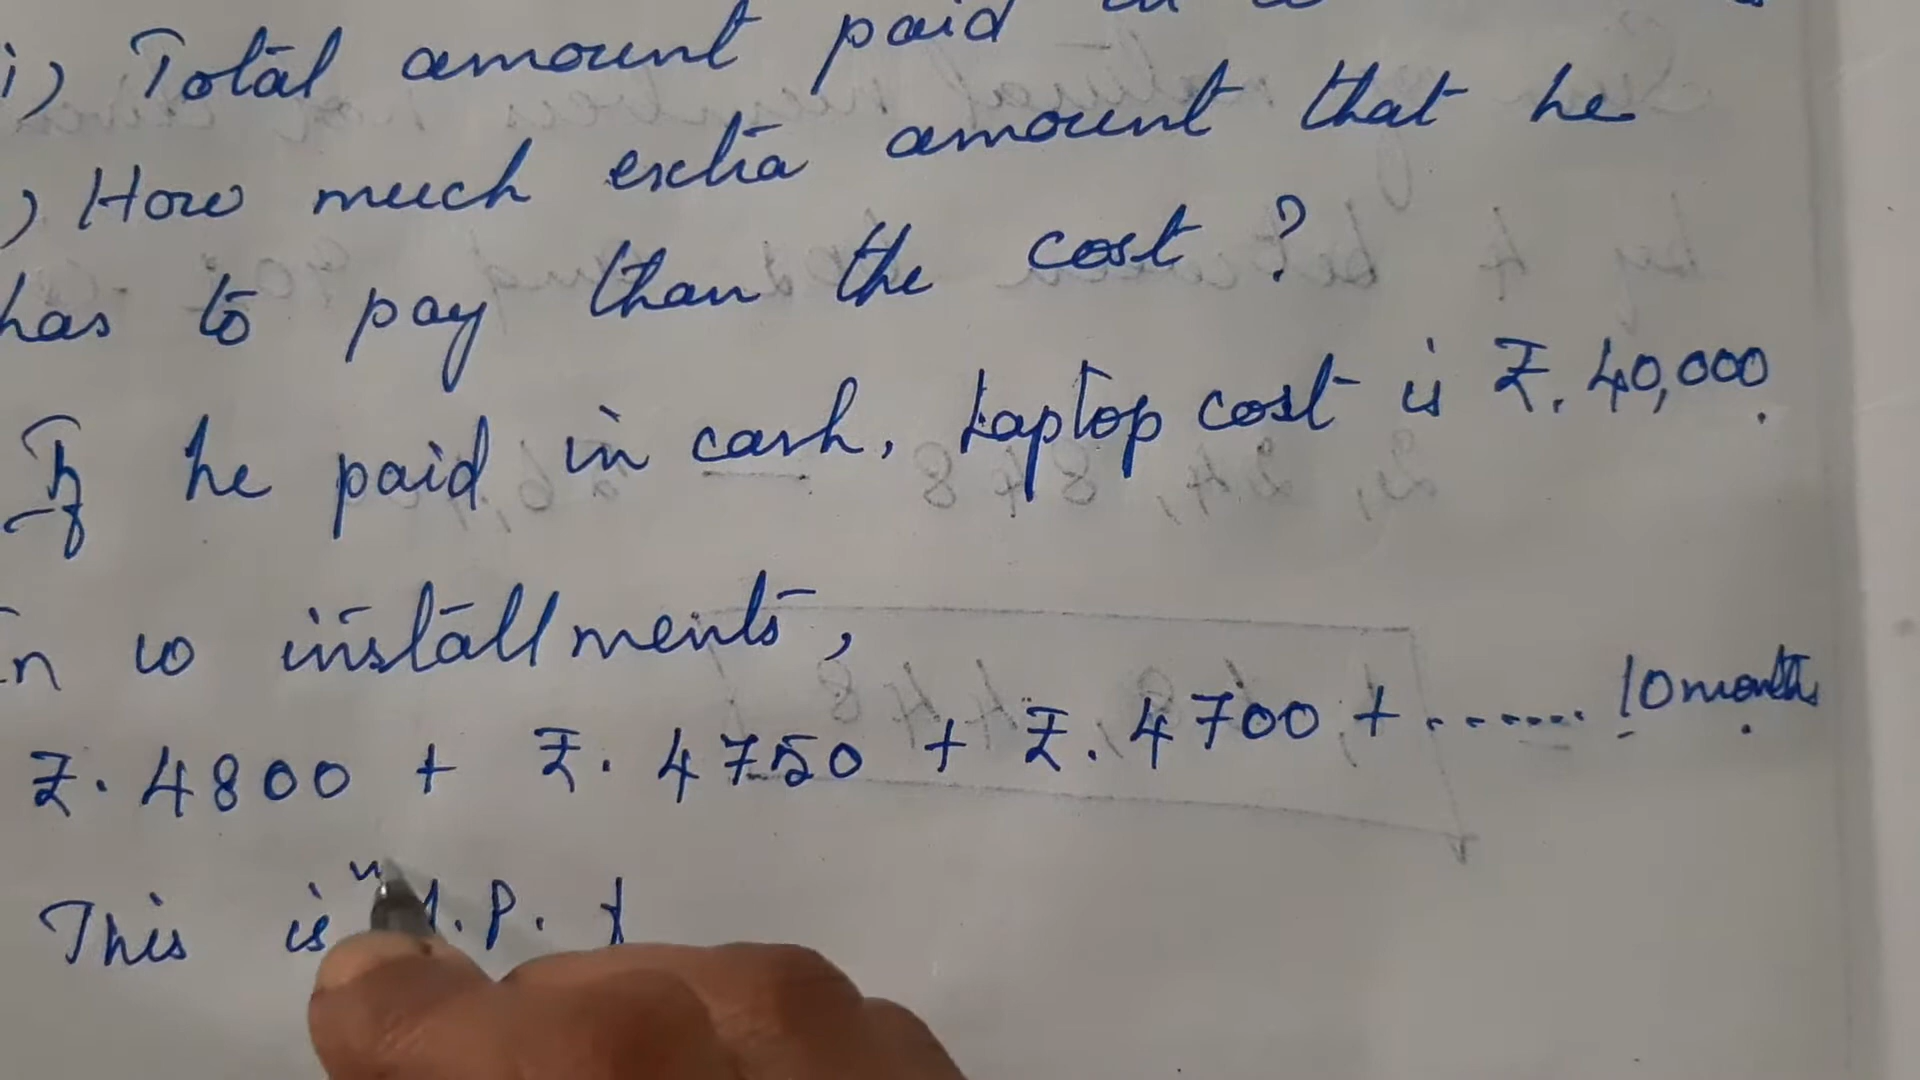 i) Total amount paid
) How much extra amount that he
has to pay than the cost?
If he paid in cash, Laptop cost is ₹. 40,000.
In 10 installments,
₹. 4800 + ₹. 4750 + ₹. 4700 + ....... 10 months.
This is in A.P.